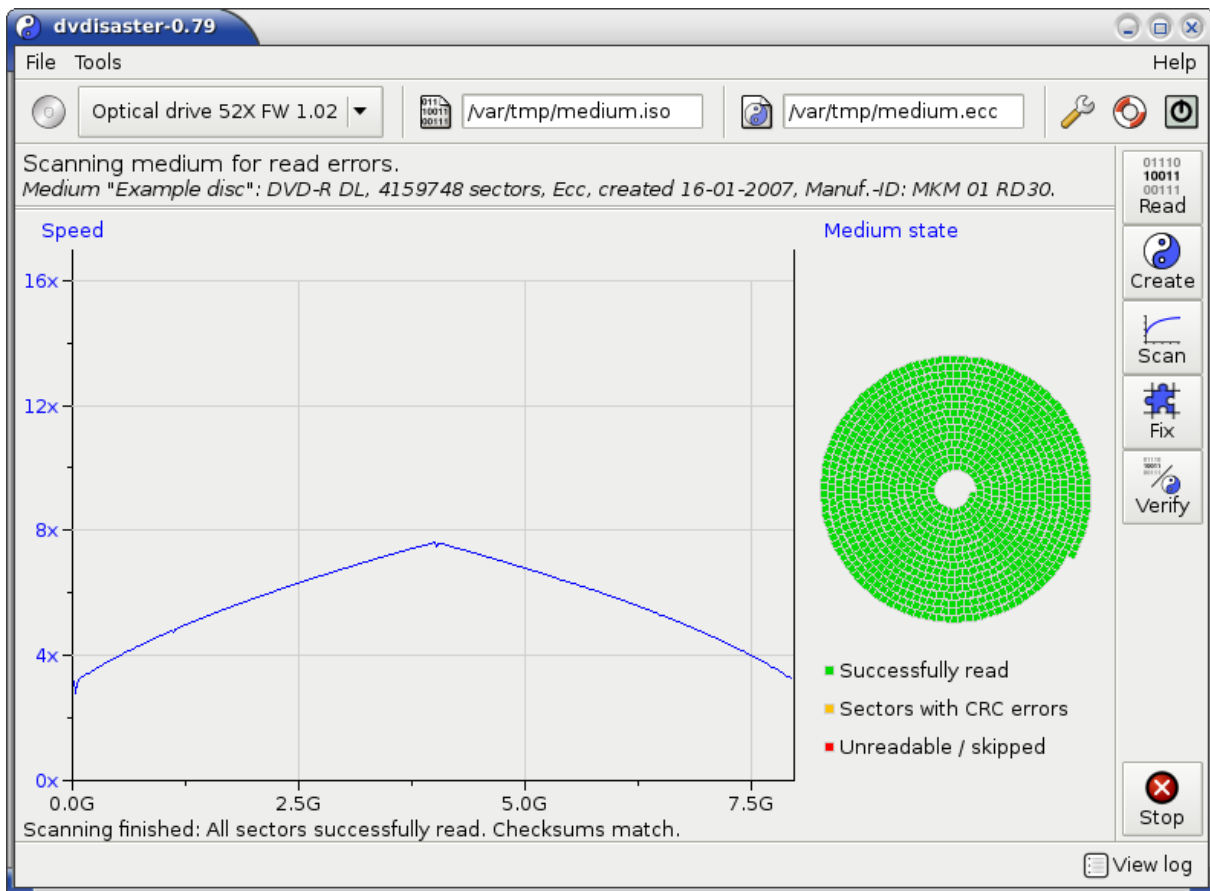 dvdisaster-0.79
File Tools Help
Optical drive 52X FW 1.02 /var/tmp/medium.iso /var/tmp/medium.ecc
Scanning medium for read errors.
Medium "Example disc": DVD-R DL, 4159748 sectors, Ecc, created 16-01-2007, Manuf.-ID: MKM 01 RD30.
Speed
16x
12x
8x
4x
0x
0.0G 2.5G 5.0G 7.5G
Medium state
Successfully read
Sectors with CRC errors
Unreadable / skipped
Scanning finished: All sectors successfully read. Checksums match.
01110
10011
00111
Read
Create
Scan
Fix
Verify
Stop
View log